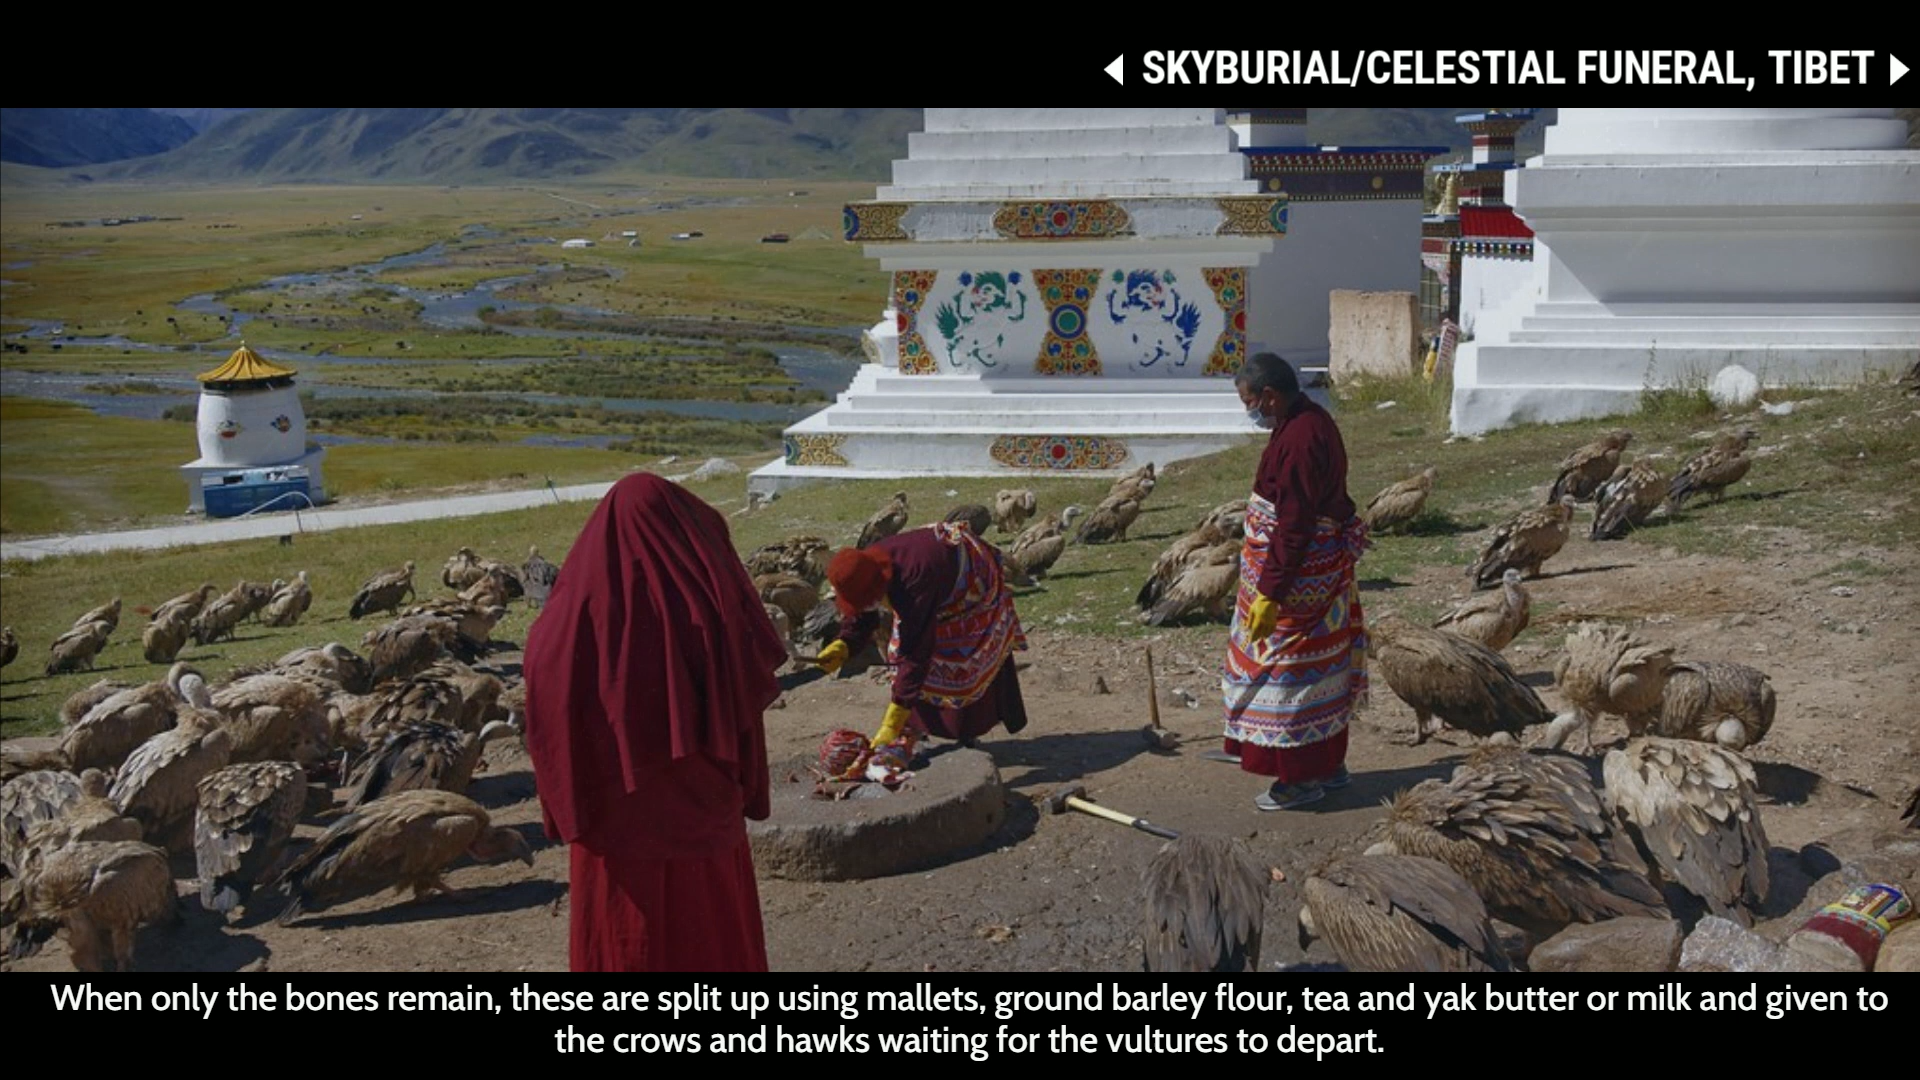 SKYBURIAL/CELESTIAL FUNERAL, TIBET
When only the bones remain, these are split up using mallets, ground barley flour, tea and yak butter or milk and given to
the crows and hawks waiting for the vultures to depart.